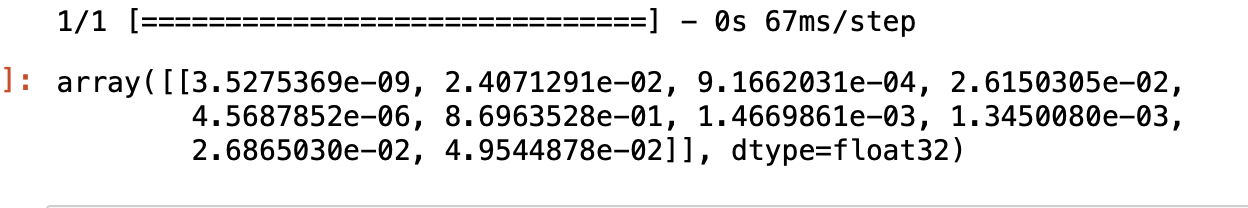 1/1 [==============================] - 0s 67ms/step
]: array([[3.5275369e-09, 2.4071291e-02, 9.1662031e-04, 2.6150305e-02,
4.5687852e-06, 8.6963528e-01, 1.4669861e-03, 1.3450080e-03,
2.6865030e-02, 4.9544878e-02]], dtype=float32)